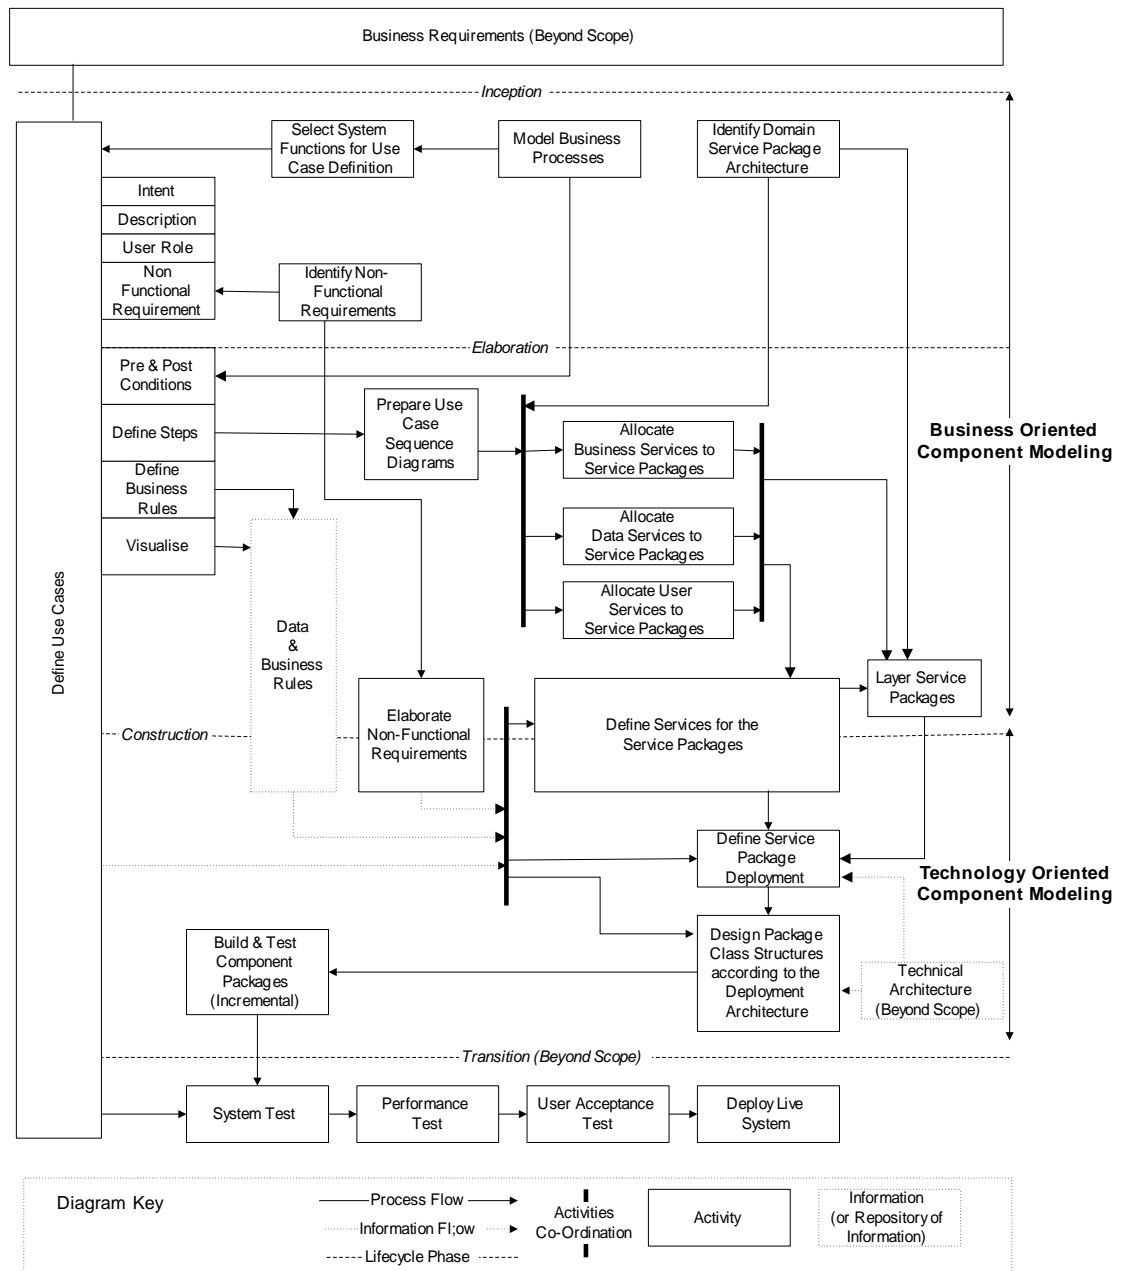 Business Requirements (Beyond Scope)
Inception
Select System
Functions for Use
Case Definition
Model Business
Processes
Identify Domain
Service Package
Architecture
Intent
Description
User Role
Non
Functional
Requirement
Identify Non-
Functional
Requirements
Elaboration
Pre & Post
Conditions
Prepare Use
Case
Sequence
Diagrams
Define Steps
Allocate
Business Services to
Service Packages
Business Oriented
Component Modeling
Define
Business
Rules
Visualise
Allocate
Data Services to
Service Packages
Allocate User
Services to
Service Packages
Define Use Cases
Data
&
Business
Rules
Layer Service
Packages
Elaborate
Non-Functional
Requirements
Define Services for the
Service Packages
Construction
Define Service
Package
Deployment
Technology Oriented
Component Modeling
Build & Test
Component
Packages
(Incremental)
Design Package
Class Structures
according to the
Deployment
Architecture
Technical
Architecture
(Beyond Scope)
Transition (Beyond Scope)
System Test
Performance
Test
User Acceptance
Test
Deploy Live
System
Diagram Key
Process Flow
Information Fl;ow
Lifecycle Phase
Activities
Co-Ordination
Activity
Information
(or Repository of
Information)